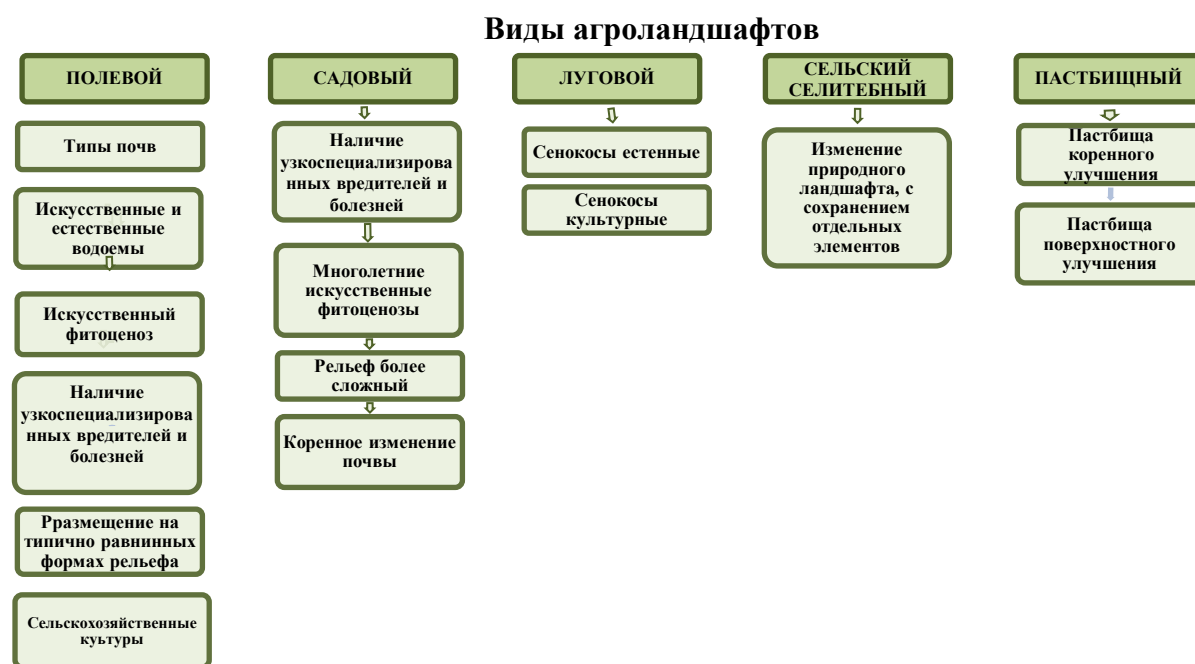 Виды агроландшафтов
ПОЛЕВОЙ
Типы почв
Искусственные и
естественные
водоемы
Искусственный
фитоценоз
Наличие
узкоспециализирова
нных вредителей и
болезней
Рразмещение на
типично равнинных
формах рельефа
Сельскохозяйственные
куьтуры
САДОВЫЙ
Наличие
узкоспециализирова
нных вредителей и
болезней
Многолетние
искусственные
фитоценозы
Рельеф более
сложный
Коренное изменение
почвы
ЛУГОВОЙ
Сенокосы естенные
Сенокосы
культурные
СЕЛЬСКИЙ
СЕЛИТЕБНЫЙ
Изменение
природного
ландшафта, с
сохранением
отдельных
элементов
ПАСТБИЩНЫЙ
Пастбища
коренного
улучшения
Пастбища
поверхностного
улучшения